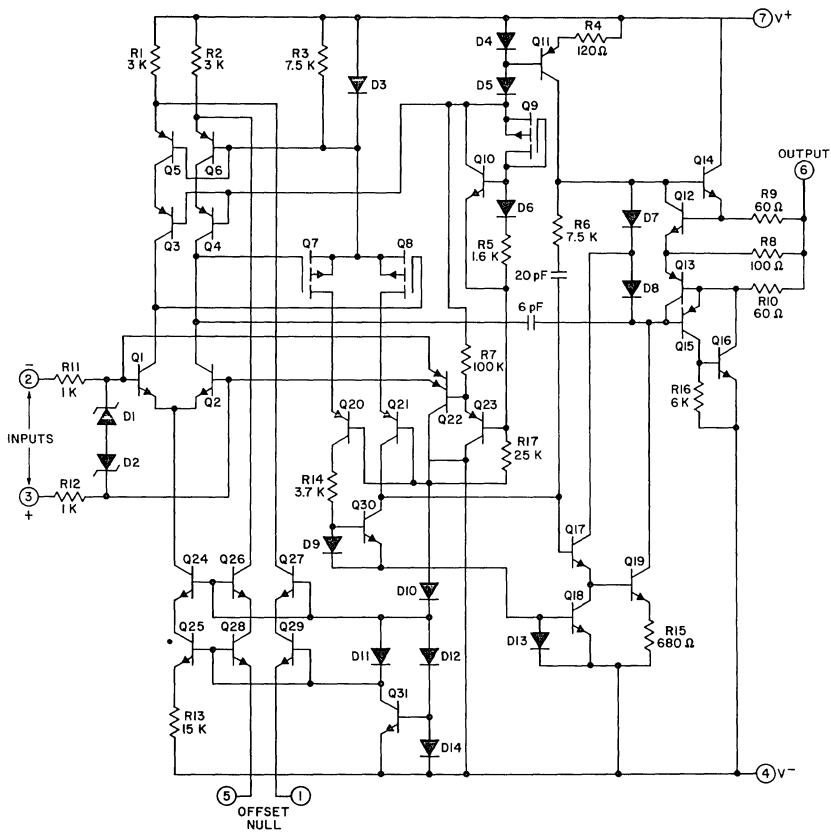 R1
3 K
R2
3 K
R3
7.5 K
D3
D4
D5
Q11
R4
120Ω
7 V+
Q9
Q5
Q6
Q10
Q14
OUTPUT
6
Q3
Q4
D6
R5
1.6 K
R6
7.5 K
D7
Q12
R9
60 Ω
R8
100 Ω
Q7
Q8
20 pF
D8
Q13
R10
60 Ω
6 pF
Q15
Q16
Q1
R7
100 K
2
−
R11
1 K
Q2
R16
6 K
D1
Q22
Q23
INPUTS
Q20
Q21
D2
R17
25 K
R14
3.7 K
3
+
R12
1 K
Q30
Q17
D9
Q24
Q26
Q27
Q19
D10
Q18
Q25
Q28
Q29
D11
D12
D13
R15
680 Ω
Q31
R13
15 K
D14
4 V−
5
1
OFFSET
NULL